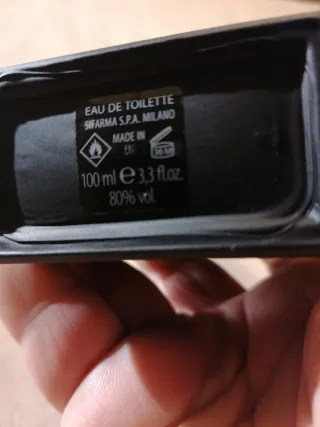 EAU DE TOILETTE
SIFARMA S.P.A. MILANO
MADE IN
100 ml e 3,3 fl.oz.
80% vol.